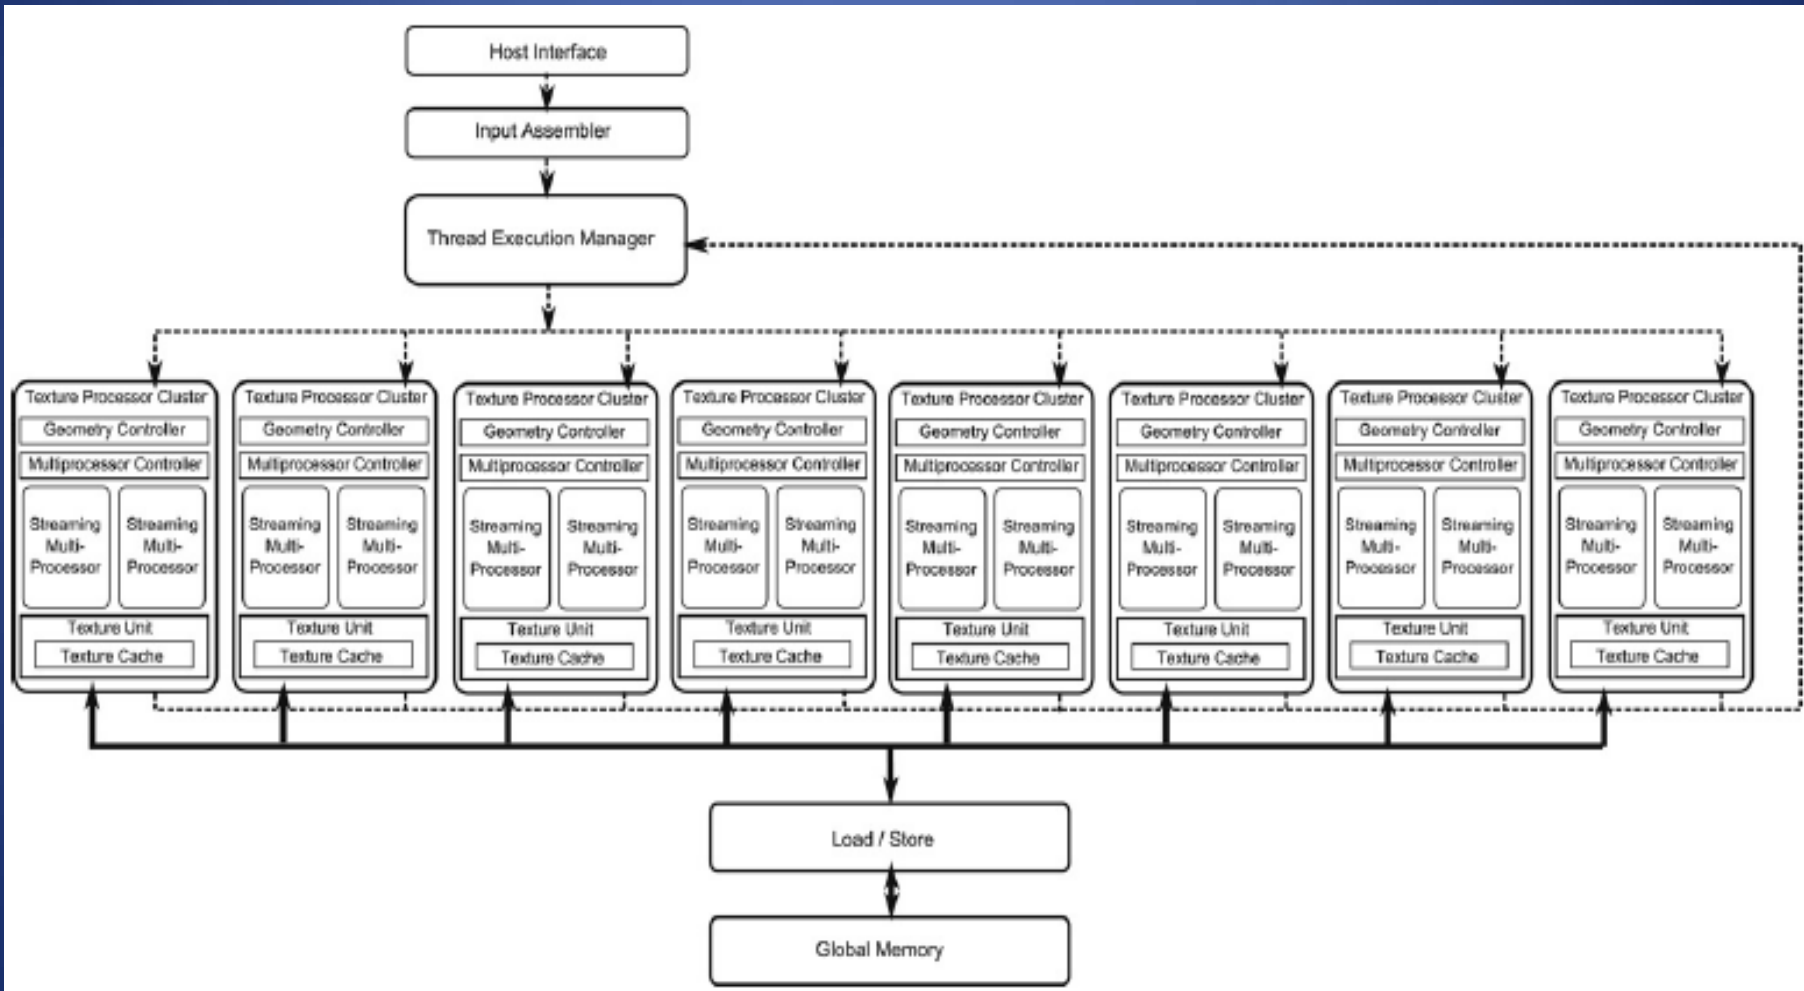 Host Interface
Input Assembler
Thread Execution Manager
Texture Processor Cluster
Geometry Controller
Multiprocessor Controller
Streaming Streaming
Multi- Multi-
Processor Processor
Texture Unit
Texture Cache
Texture Processor Cluster
Geometry Controller
Multiprocessor Controller
Streaming Streaming
Multi- Multi-
Processor Processor
Texture Unit
Texture Cache
Texture Processor Cluster
Geometry Controller
Multiprocessor Controller
Streaming Streaming
Multi- Multi-
Processor Processor
Texture Unit
Texture Cache
Texture Processor Cluster
Geometry Controller
Multiprocessor Controller
Streaming Streaming
Multi- Multi-
Processor Processor
Texture Unit
Texture Cache
Texture Processor Cluster
Geometry Controller
Multiprocessor Controller
Streaming Streaming
Multi- Multi-
Processor Processor
Texture Unit
Texture Cache
Texture Processor Cluster
Geometry Controller
Multiprocessor Controller
Streaming Streaming
Multi- Multi-
Processor Processor
Texture Unit
Texture Cache
Texture Processor Cluster
Geometry Controller
Multiprocessor Controller
Streaming Streaming
Multi- Multi-
Processor Processor
Texture Unit
Texture Cache
Texture Processor Cluster
Geometry Controller
Multiprocessor Controller
Streaming Streaming
Multi- Multi-
Processor Processor
Texture Unit
Texture Cache
Load / Store
Global Memory